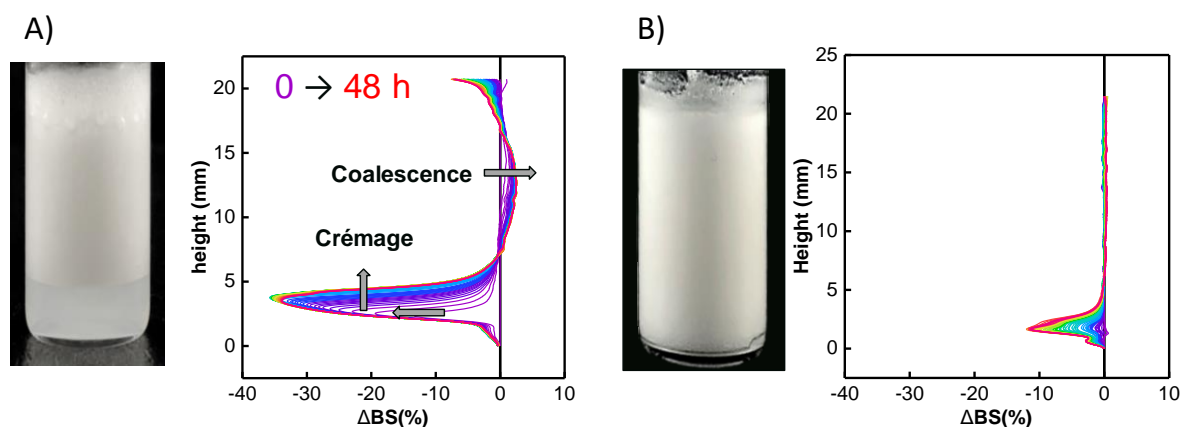 A)
0 → 48 h
Coalescence
Crémage
height (mm)
20
15
10
5
0
-40 -30 -20 -10 0 10
ΔBS(%)
B)
Height (mm)
25
20
15
10
5
0
-40 -30 -20 -10 0 10
ΔBS(%)